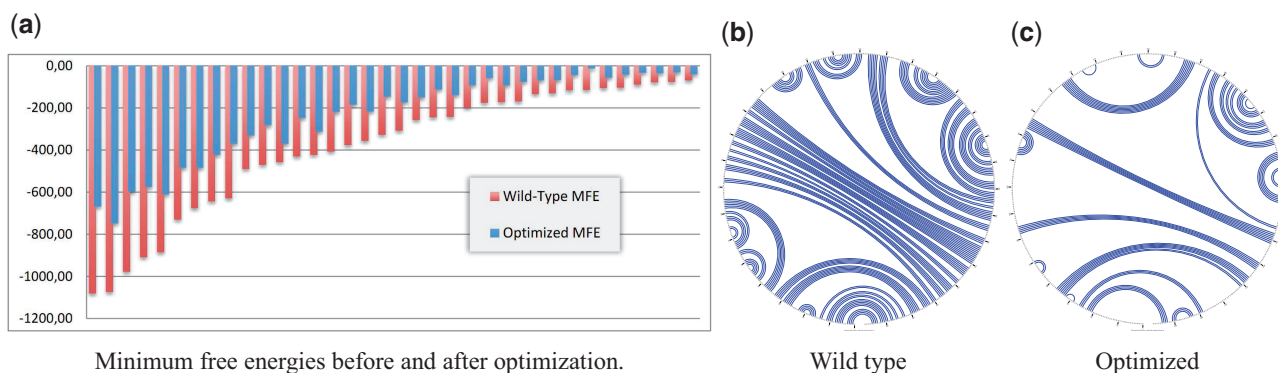 (a)
(b)
(c)
0,00
-200,00
-400,00
-600,00
-800,00
-1000,00
-1200,00
Wild-Type MFE
Optimized MFE
Minimum free energies before and after optimization.
Wild type
Optimized